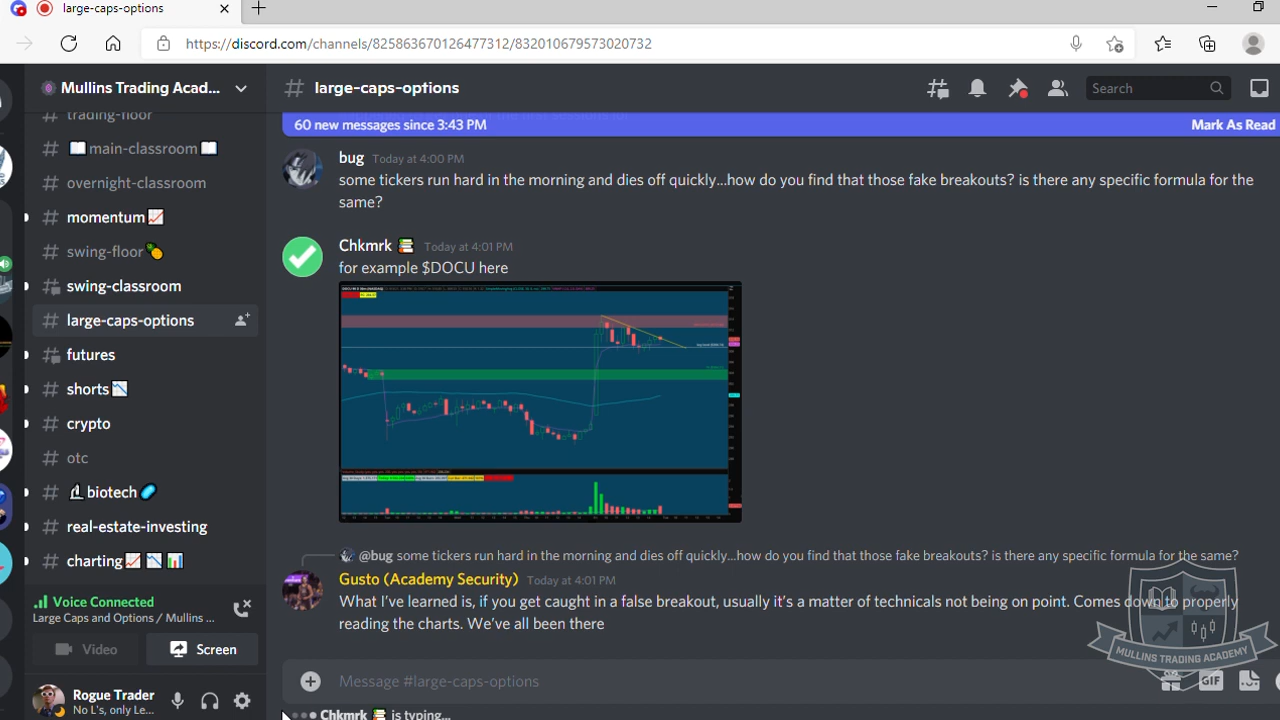 large-caps-options
https://discord.com/channels/825863670126477312/832010679573020732
Mullins Trading Acad...
large-caps-options
Search
trading-floor
main-classroom
overnight-classroom
momentum
swing-floor
swing-classroom
large-caps-options
futures
shorts
crypto
otc
biotech
real-estate-investing
charting
Voice Connected
Large Caps and Options / Mullins ...
Video
Screen
Rogue Trader
No L's, only Le...
60 new messages since 3:43 PM
Mark As Read
bug Today at 4:00 PM
some tickers run hard in the morning and dies off quickly...how do you find that those fake breakouts? is there any specific formula for the
same?
Chkmrk Today at 4:01 PM
for example $DOCU here
@bug some tickers run hard in the morning and dies off quickly...how do you find that those fake breakouts? is there any specific formula for the same?
Gusto (Academy Security) Today at 4:01 PM
What I've learned is, if you get caught in a false breakout, usually it's a matter of technicals not being on point. Comes down to properly
reading the charts. We've all been there
Message #large-caps-options
GIF
Chkmrk is typing...
MULLINS TRADING ACADEMY